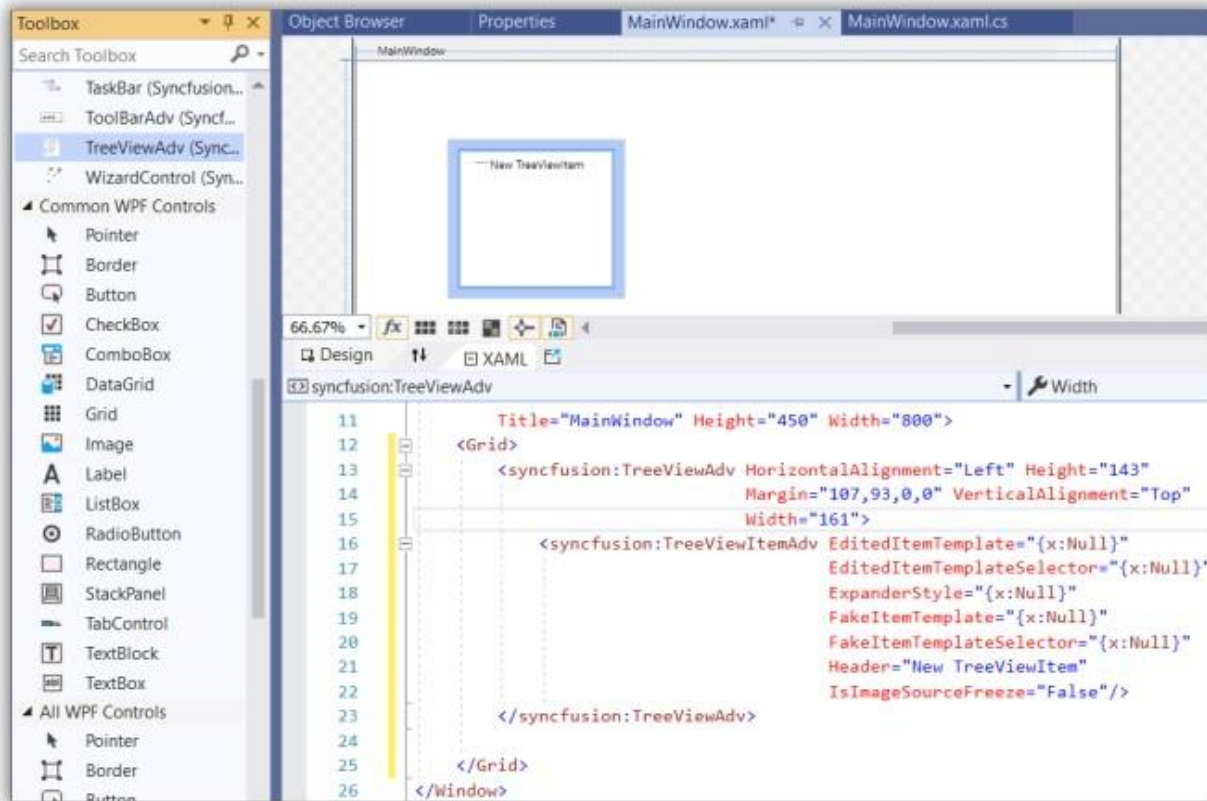 Toolbox
Search Toolbox
TaskBar (Syncfusion...
ToolBarAdv (Syncf...
TreeViewAdv (Sync...
WizardControl (Syn...
Common WPF Controls
Pointer
Border
Button
CheckBox
ComboBox
DataGrid
Grid
Image
Label
ListBox
RadioButton
Rectangle
StackPanel
TabControl
TextBlock
TextBox
All WPF Controls
Pointer
Border
Button
Object Browser Properties MainWindow.xaml* MainWindow.xaml.cs
MainWindow
New TreeViewItem
66.67% fx
Design XAML
syncfusion:TreeViewAdv Width
11 Title="MainWindow" Height="450" Width="800">
12 <Grid>
13 <syncfusion:TreeViewAdv HorizontalAlignment="Left" Height="143"
14 Margin="107,93,0,0" VerticalAlignment="Top"
15 Width="161">
16 <syncfusion:TreeViewItemAdv EditedItemTemplate="{x:Null}"
17 EditedItemTemplateSelector="{x:Null}"
18 ExpanderStyle="{x:Null}"
19 FakeItemTemplate="{x:Null}"
20 FakeItemTemplateSelector="{x:Null}"
21 Header="New TreeViewItem"
22 IsImageSourceFreeze="False"/>
23 </syncfusion:TreeViewAdv>
24
25 </Grid>
26 </Window>